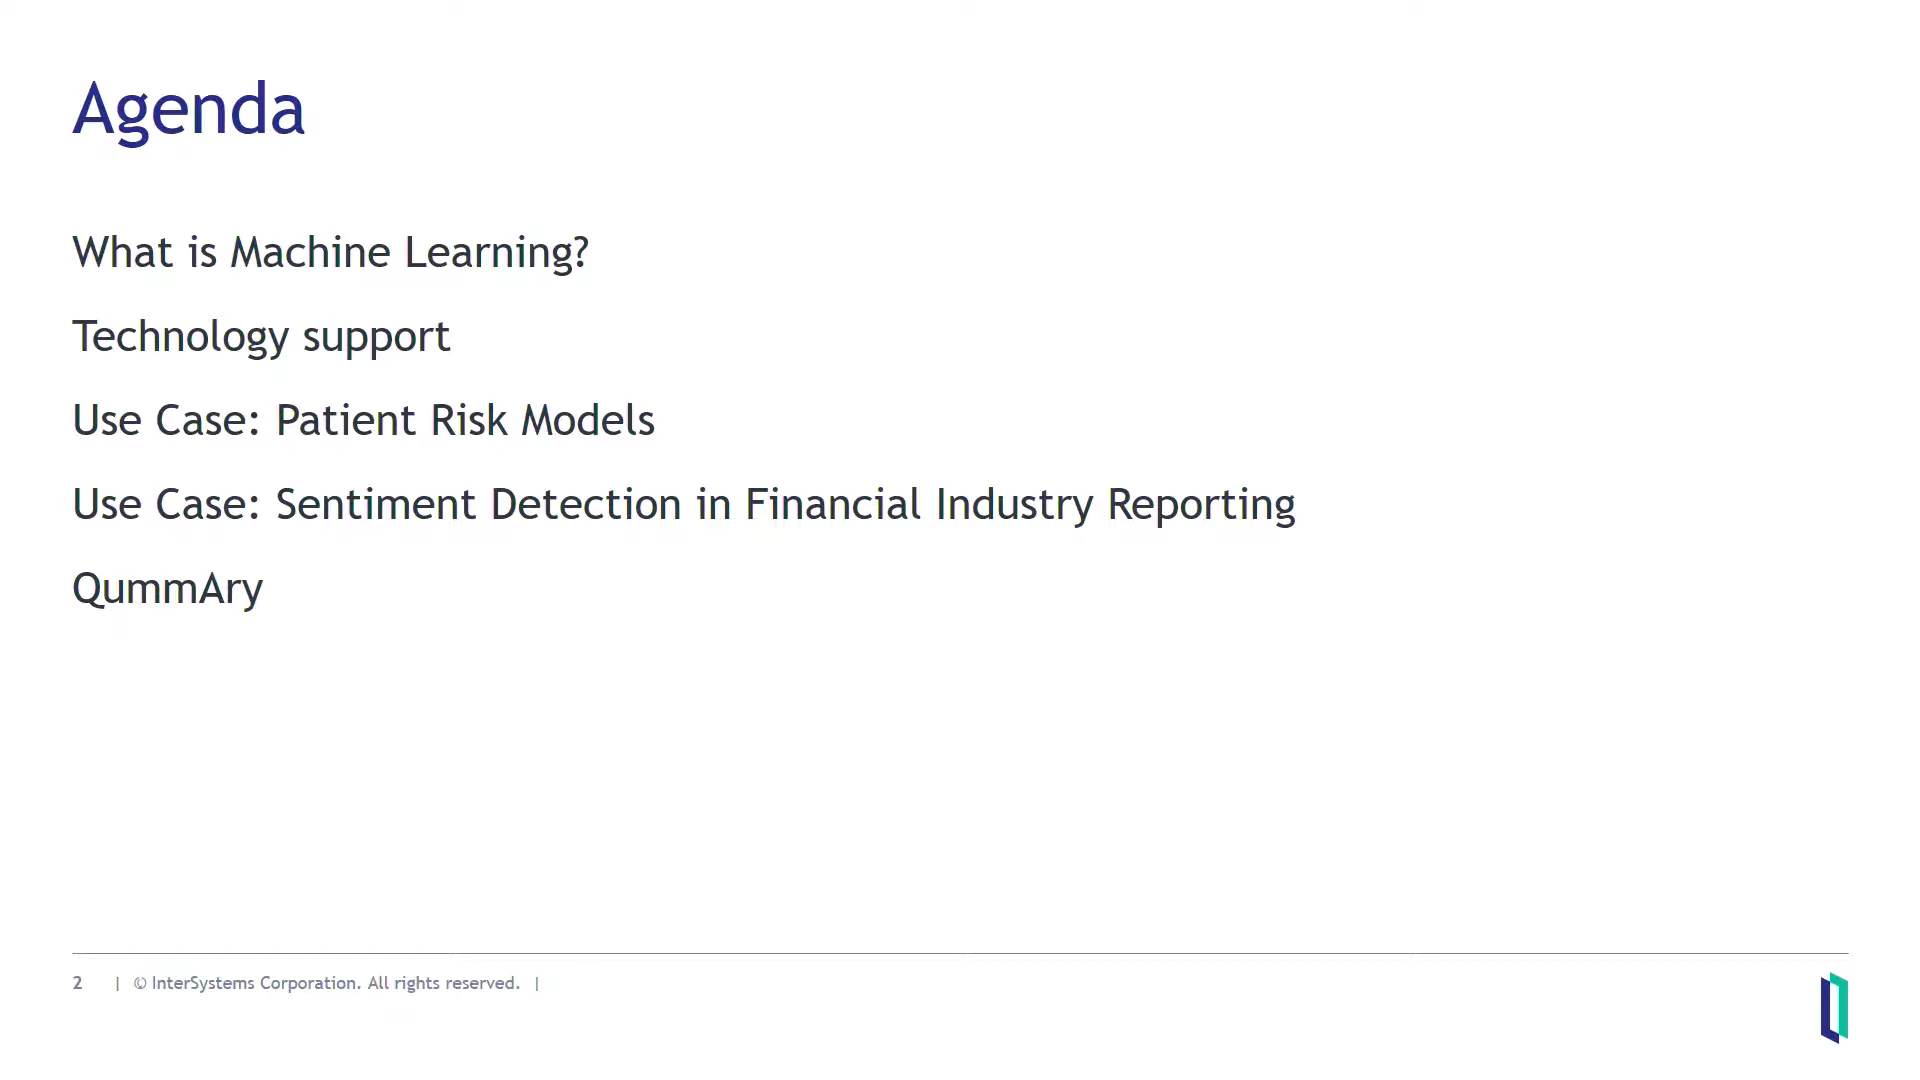 Agenda
What is Machine Learning?
Technology support
Use Case: Patient Risk Models
Use Case: Sentiment Detection in Financial Industry Reporting
QummAry
2 | © InterSystems Corporation. All rights reserved. |